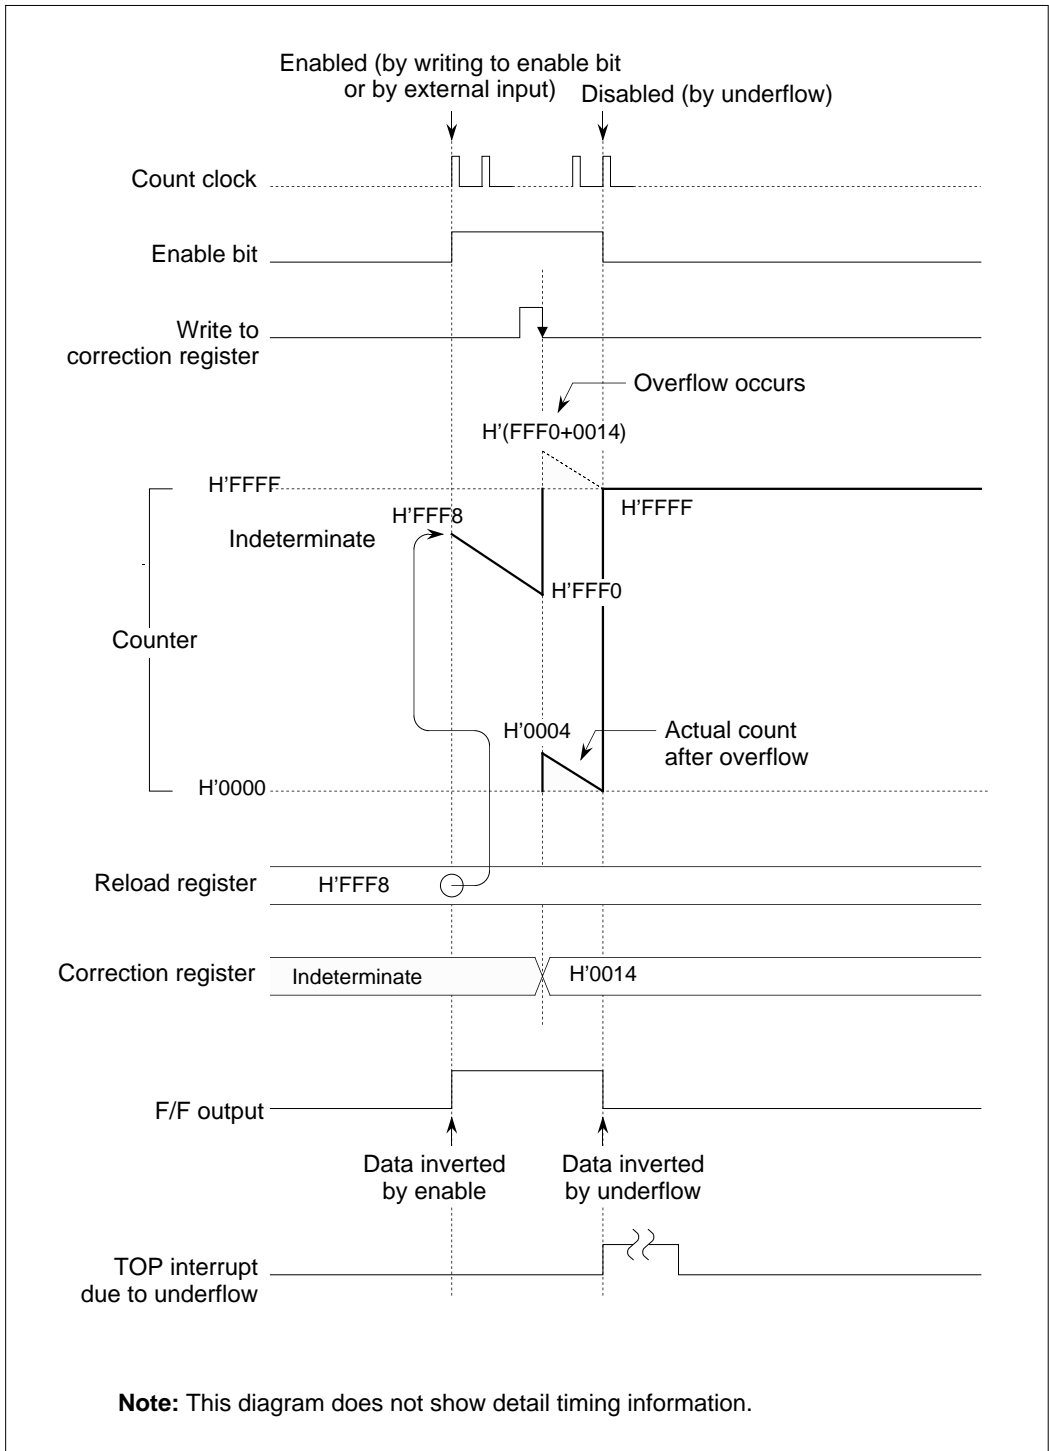 Enabled (by writing to enable bit
or by external input)
Disabled (by underflow)
Count clock
Enable bit
Write to
correction register
Overflow occurs
H'(FFF0+0014)
H'FFFF
H'FFFF
H'FFF8
Indeterminate
H'FFF0
Counter
H'0004
Actual count
after overflow
H'0000
Reload register
H'FFF8
Correction register
Indeterminate
H'0014
F/F output
Data inverted
by enable
Data inverted
by underflow
TOP interrupt
due to underflow
Note: This diagram does not show detail timing information.